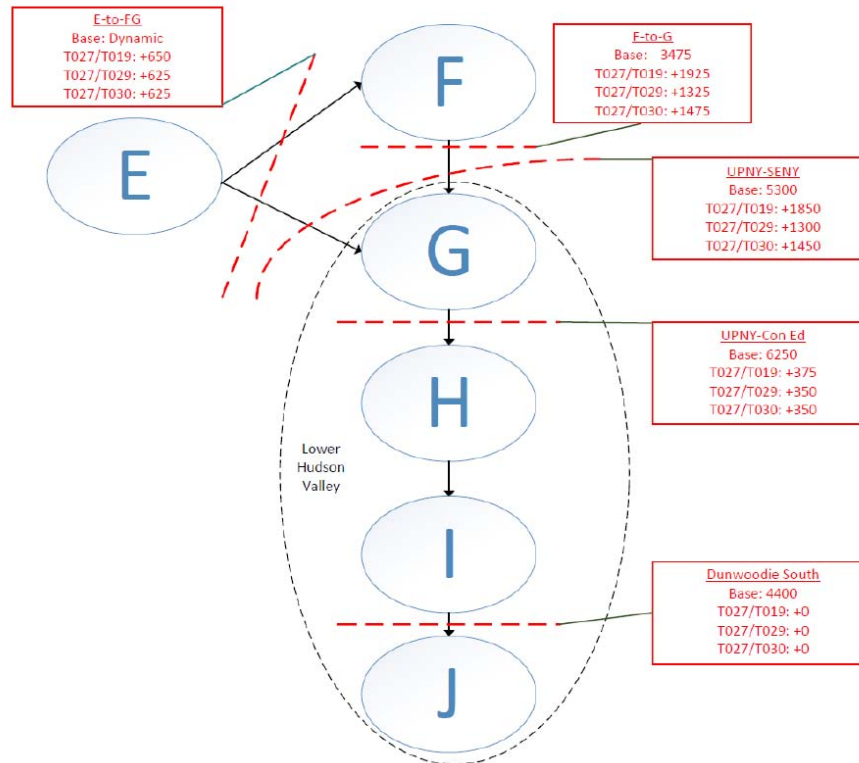 E-to-FG
Base: Dynamic
T027/T019: +650
T027/T029: +625
T027/T030: +625
F-to-G
Base: 3475
T027/T019: +1925
T027/T029: +1325
T027/T030: +1475
F
E
UPNY-SENY
Base: 5300
T027/T019: +1850
T027/T029: +1300
T027/T030: +1450
G
UPNY-Con Ed
Base: 6250
T027/T019: +375
T027/T029: +350
T027/T030: +350
H
Lower
Hudson
Valley
I
Dunwoodie South
Base: 4400
T027/T019: +0
T027/T029: +0
T027/T030: +0
J